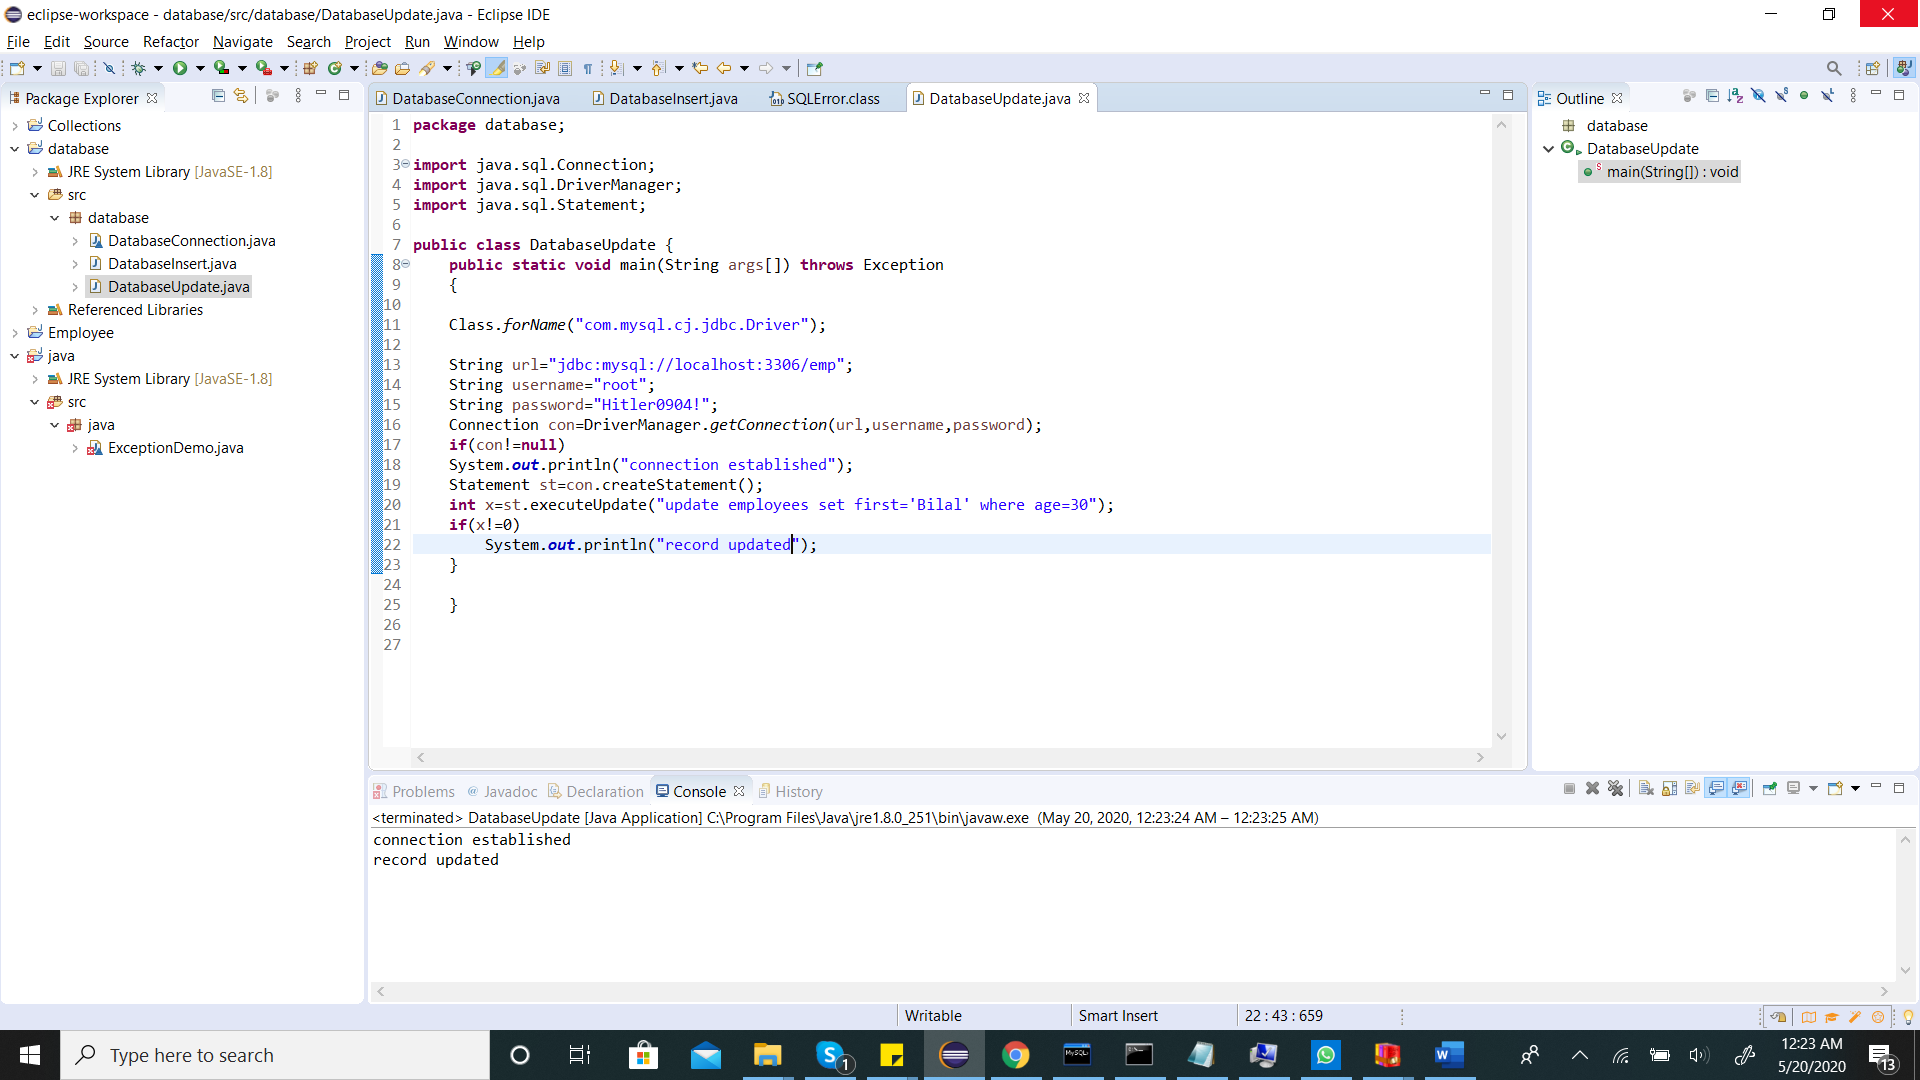 eclipse-workspace - database/src/database/DatabaseUpdate.java - Eclipse IDE
File Edit Source Refactor Navigate Search Project Run Window Help
Package Explorer
Collections
database
JRE System Library [JavaSE-1.8]
src
database
DatabaseConnection.java
DatabaseInsert.java
DatabaseUpdate.java
Referenced Libraries
Employee
java
JRE System Library [JavaSE-1.8]
src
java
ExceptionDemo.java
DatabaseConnection.java DatabaseInsert.java SQLError.class DatabaseUpdate.java
1 package database;
2
3 import java.sql.Connection;
4 import java.sql.DriverManager;
5 import java.sql.Statement;
6
7 public class DatabaseUpdate {
8 public static void main(String args[]) throws Exception
9 {
10
11 Class.forName("com.mysql.cj.jdbc.Driver");
12
13 String url="jdbc:mysql://localhost:3306/emp";
14 String username="root";
15 String password="Hitler0904!";
16 Connection con=DriverManager.getConnection(url,username,password);
17 if(con!=null)
18 System.out.println("connection established");
19 Statement st=con.createStatement();
20 int x=st.executeUpdate("update employees set first='Bilal' where age=30");
21 if(x!=0)
22 System.out.println("record updated");
23 }
24
25 }
26
27
Outline
database
DatabaseUpdate
main(String[]) : void
Problems @ Javadoc Declaration Console History
<terminated> DatabaseUpdate [Java Application] C:\Program Files\Java\jre1.8.0_251\bin\javaw.exe (May 20, 2020, 12:23:24 AM – 12:23:25 AM)
connection established
record updated
Writable Smart Insert 22 : 43 : 659
Type here to search
1
MySQL
12:23 AM
5/20/2020
13